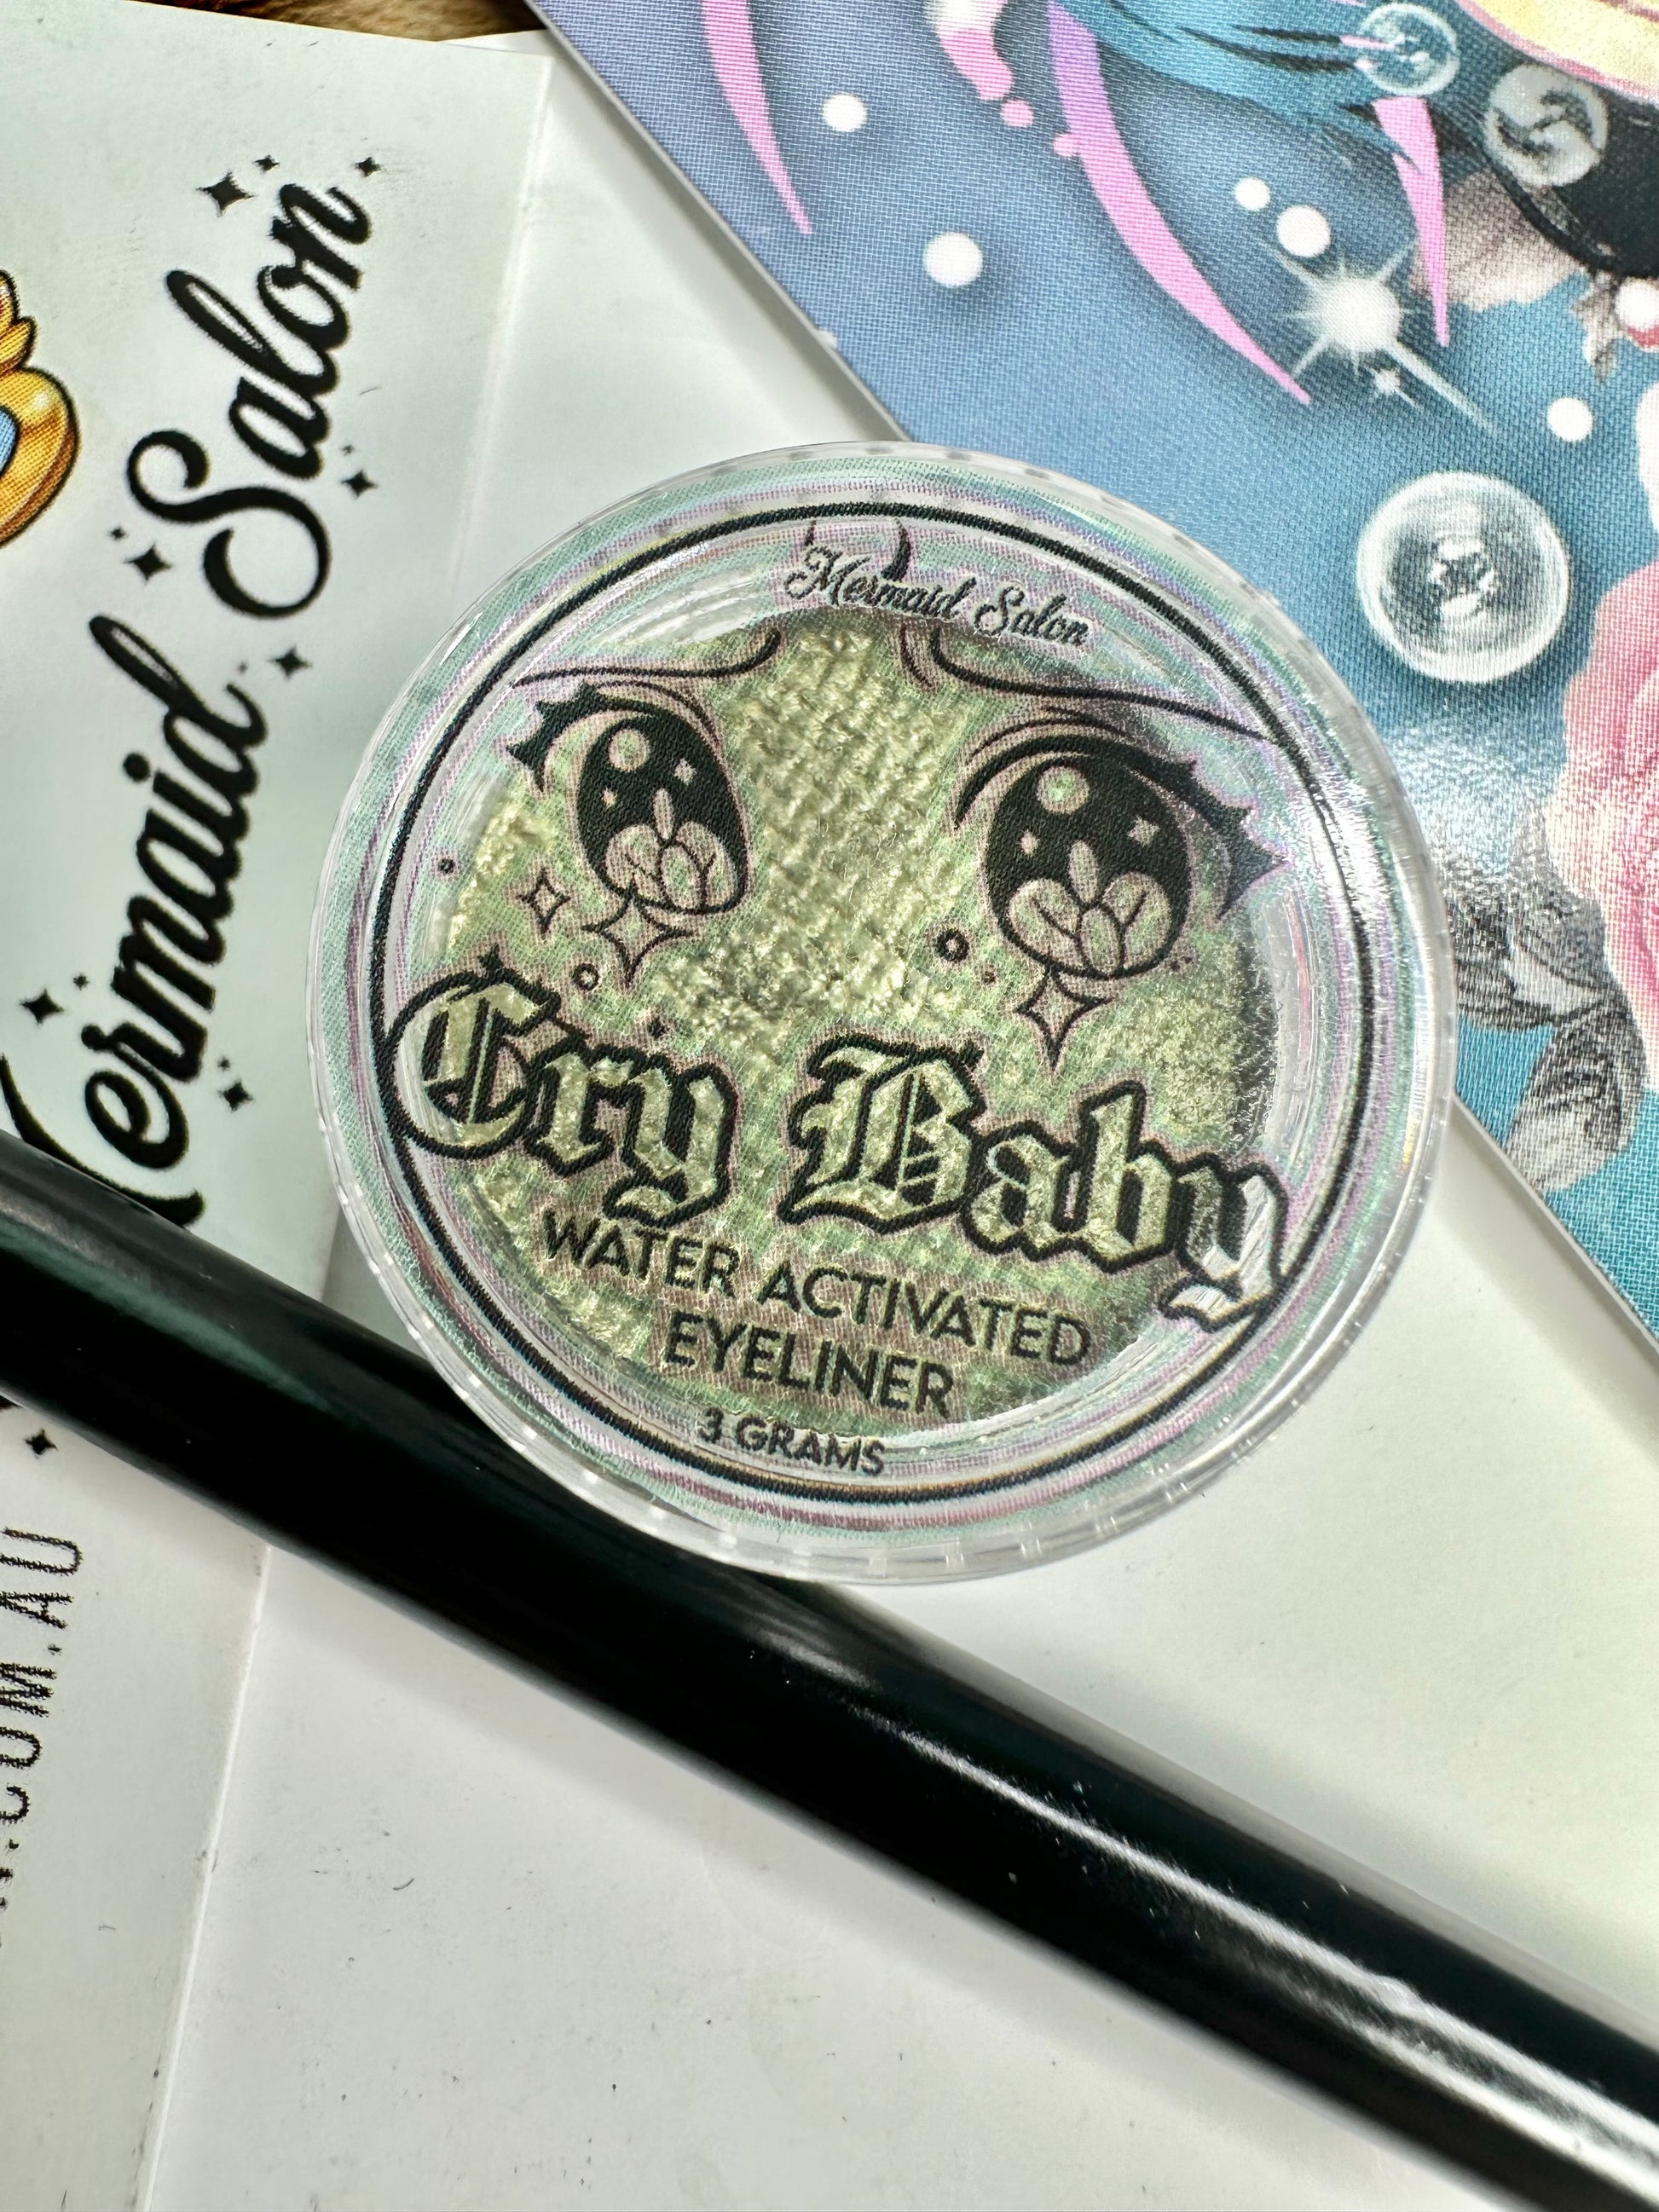 Mermaid Salon
Mermaid Salon
Cry Baby
WATER ACTIVATED
EYELINER
3 GRAMS
.COM.AU